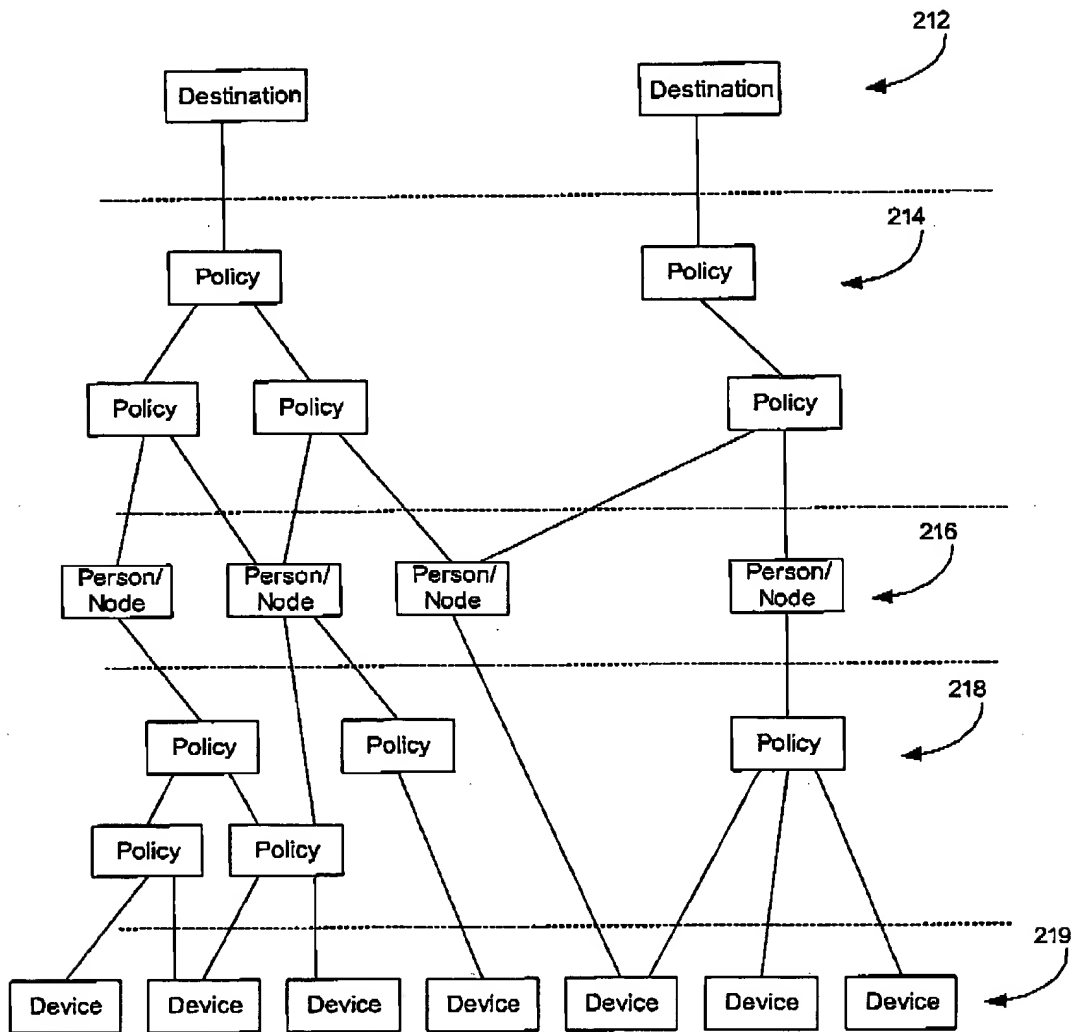 212
Destination
Destination
214
Policy
Policy
Policy
Policy
Policy
216
Person/
Node
Person/
Node
Person/
Node
Person/
Node
218
Policy
Policy
Policy
Policy
Policy
219
Device
Device
Device
Device
Device
Device
Device